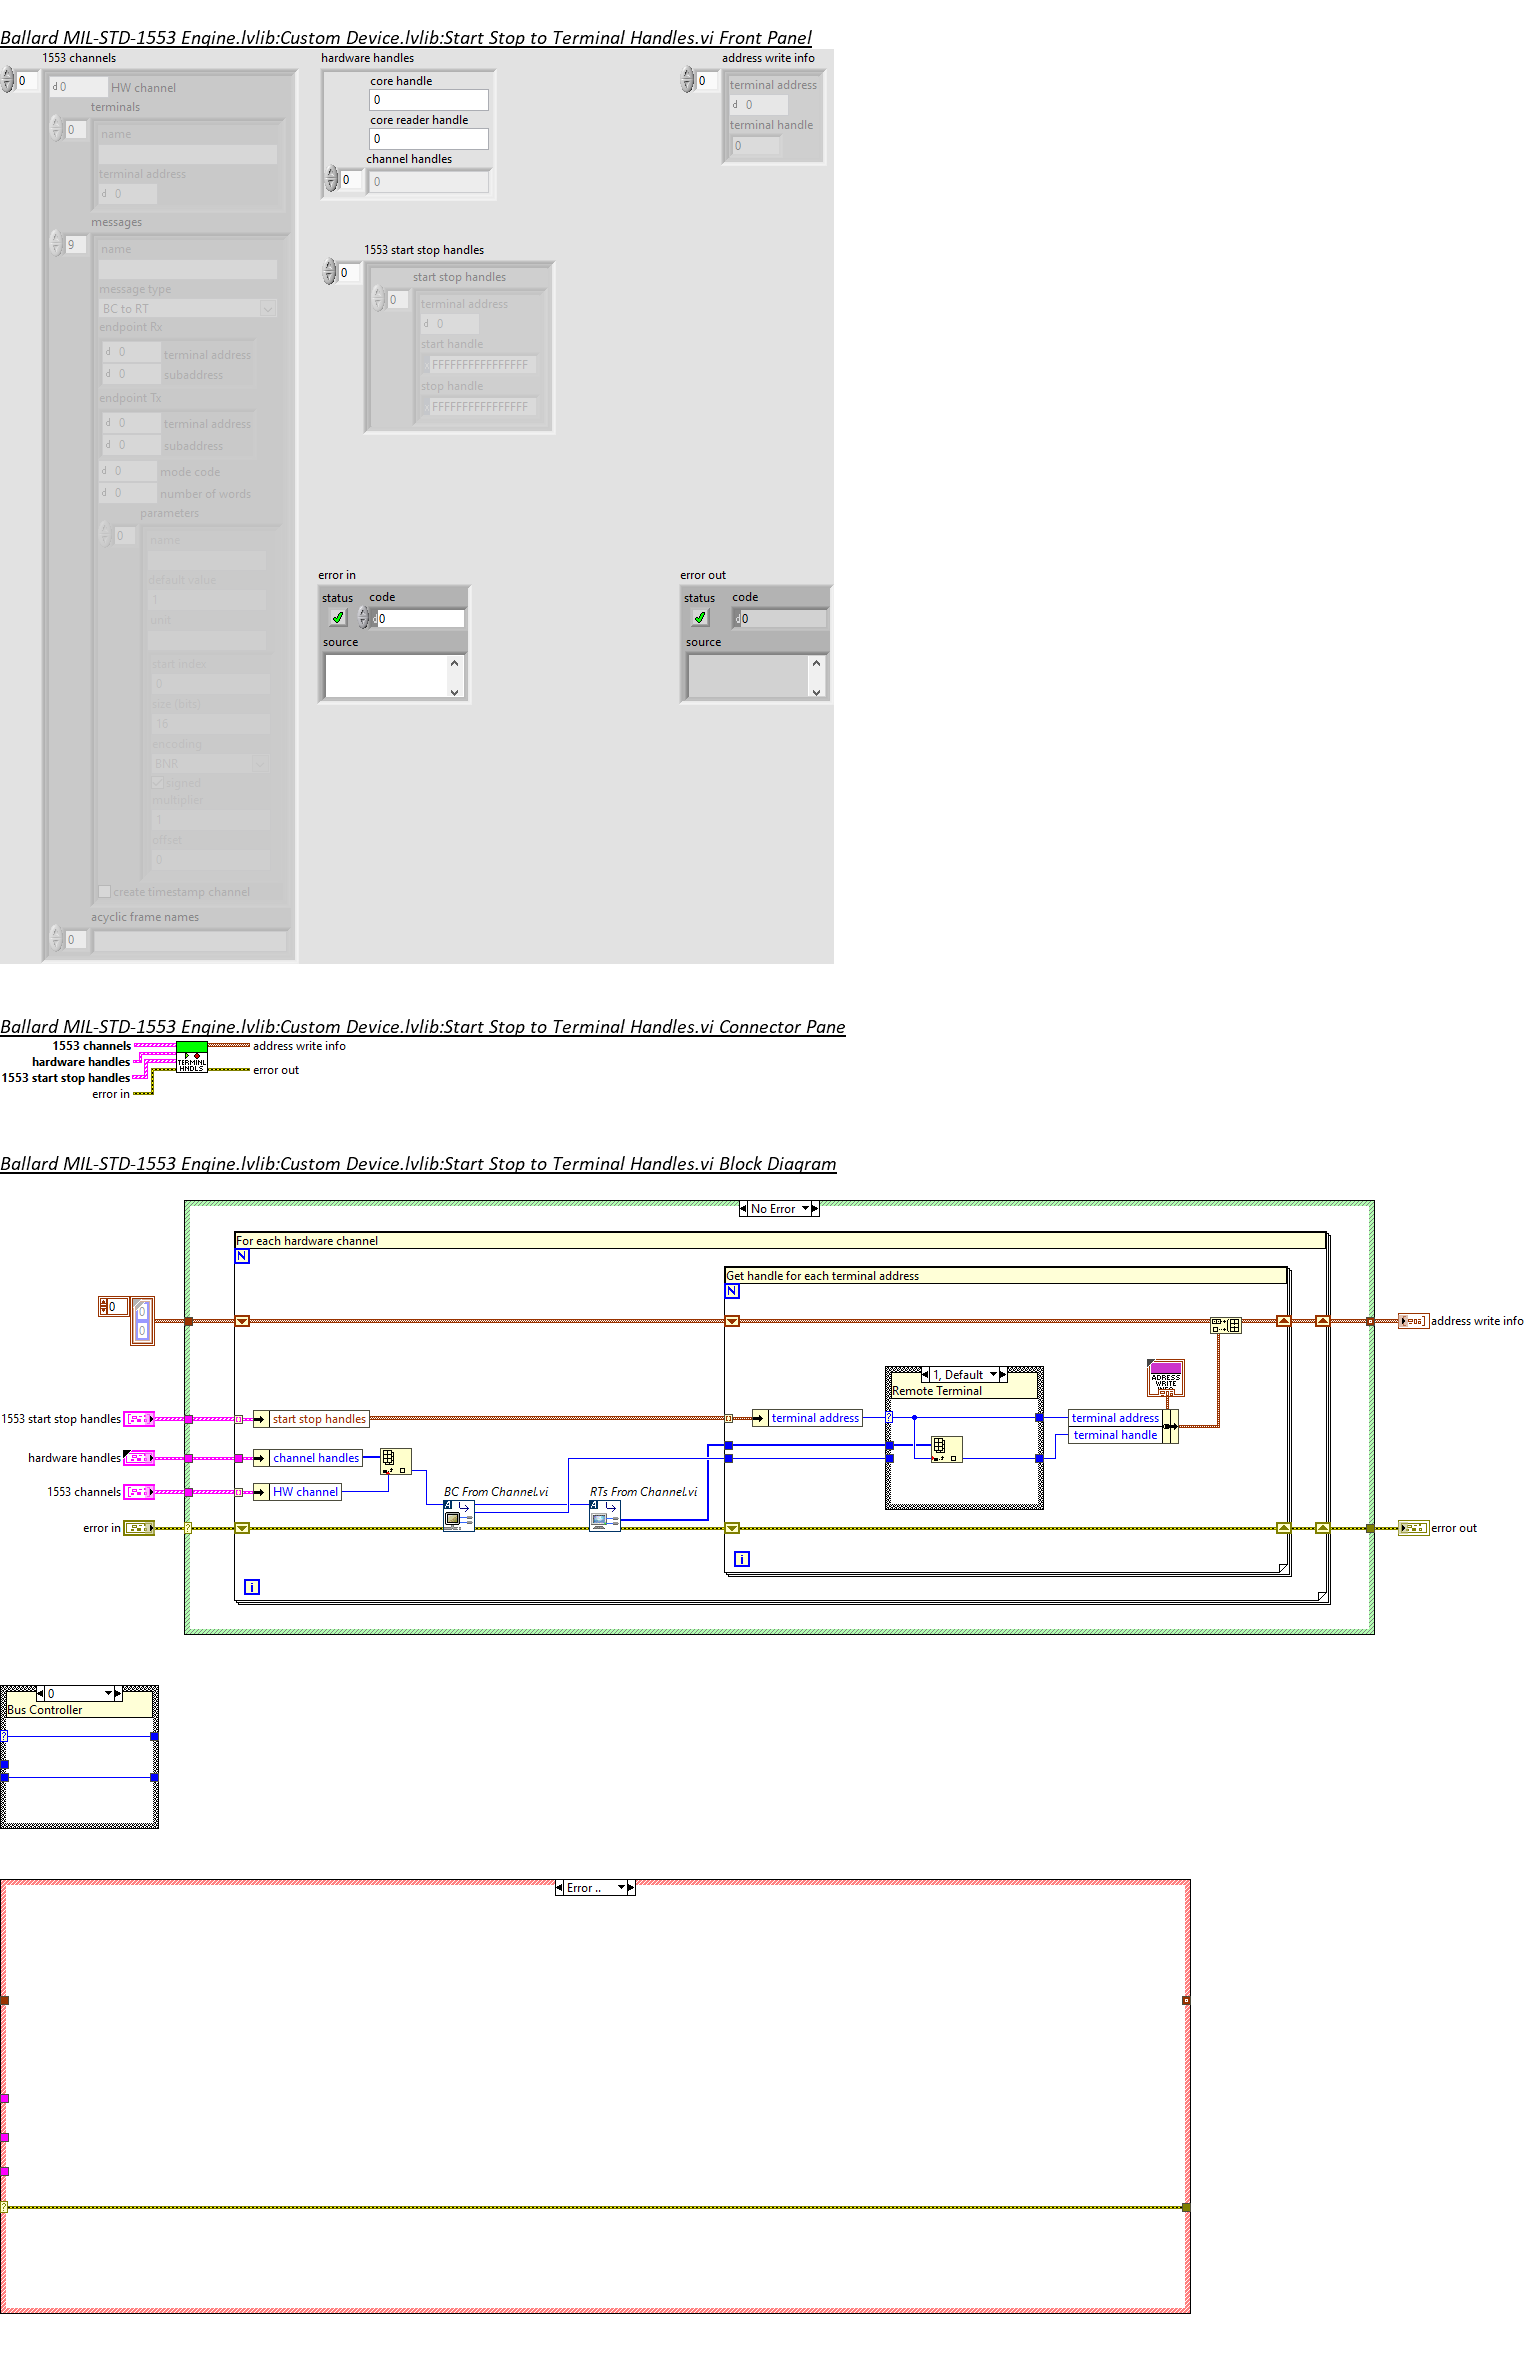 Ballard MIL-STD-1553 Engine.lvlib:Custom Device.lvlib:Start Stop to Terminal Handles.vi Front Panel
1553 channels
0
d 0 HW channel
terminals
0
name
terminal address
d 0
messages
9
name
message type
BC to RT
endpoint Rx
d 0 terminal address
d 0 subaddress
endpoint Tx
d 0 terminal address
d 0 subaddress
d 0 mode code
d 0 number of words
parameters
0
name
default value
1
unit
start index
0
size (bits)
16
encoding
BNR
signed
multiplier
1
offset
0
create timestamp channel
acyclic frame names
0
hardware handles
core handle
0
core reader handle
0
channel handles
0
0
1553 start stop handles
0
start stop handles
0
terminal address
d 0
start handle
FFFFFFFFFFFFFFFF
stop handle
FFFFFFFFFFFFFFFF
address write info
0
terminal address
d 0
terminal handle
0
error in
status code
d 0
source
error out
status code
d 0
source
Ballard MIL-STD-1553 Engine.lvlib:Custom Device.lvlib:Start Stop to Terminal Handles.vi Connector Pane
1553 channels
hardware handles
1553 start stop handles
error in
TERMINL
HNDLS
address write info
error out
Ballard MIL-STD-1553 Engine.lvlib:Custom Device.lvlib:Start Stop to Terminal Handles.vi Block Diagram
No Error
For each hardware channel
N
Get handle for each terminal address
N
0
0
0
address write info
1, Default
Remote Terminal
ADRESS
WRITE
INFO
1553 start stop handles
start stop handles
terminal address
?
terminal address
terminal handle
hardware handles
channel handles
1553 channels
HW channel
BC From Channel.vi
RTs From Channel.vi
error in
?
error out
i
i
0
Bus Controller
?
Error ..
?